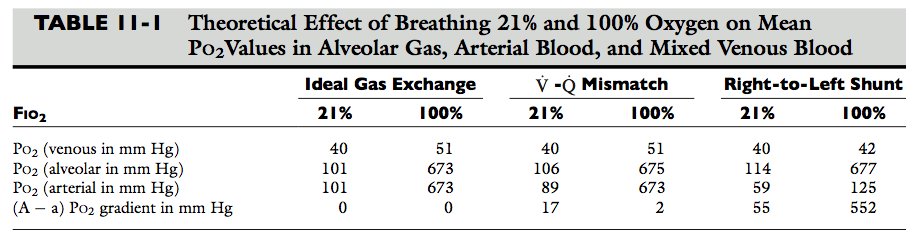 TABLE 11-1 Theoretical Effect of Breathing 21% and 100% Oxygen on Mean
PO₂Values in Alveolar Gas, Arterial Blood, and Mixed Venous Blood
Ideal Gas Exchange V̇ -Q̇ Mismatch Right-to-Left Shunt
FIO₂ 21% 100% 21% 100% 21% 100%
PO₂ (venous in mm Hg) 40 51 40 51 40 42
PO₂ (alveolar in mm Hg) 101 673 106 675 114 677
PO₂ (arterial in mm Hg) 101 673 89 673 59 125
(A − a) PO₂ gradient in mm Hg 0 0 17 2 55 552